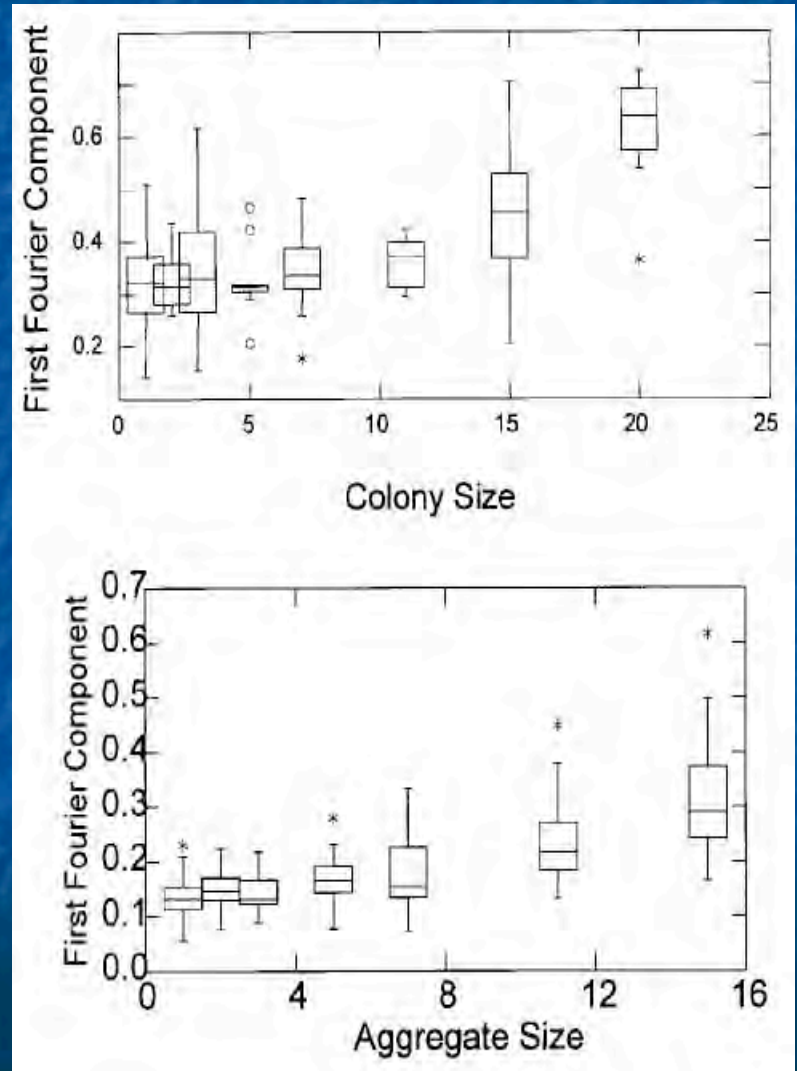 First Fourier Component
0.6
0.4
0.2
0 5 10 15 20 25
Colony Size
First Fourier Component
0.7
0.6
0.5
0.4
0.3
0.2
0.1
0.0
0 4 8 12 16
Aggregate Size